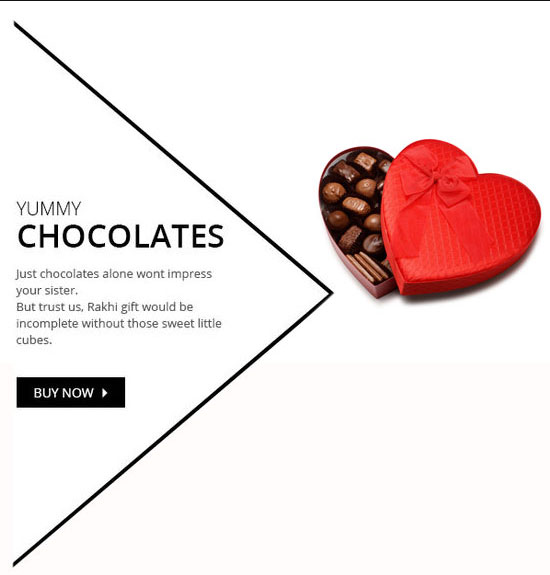 YUMMY
CHOCOLATES
Just chocolates alone wont impress
your sister.
But trust us, Rakhi gift would be
incomplete without those sweet little
cubes.
BUY NOW